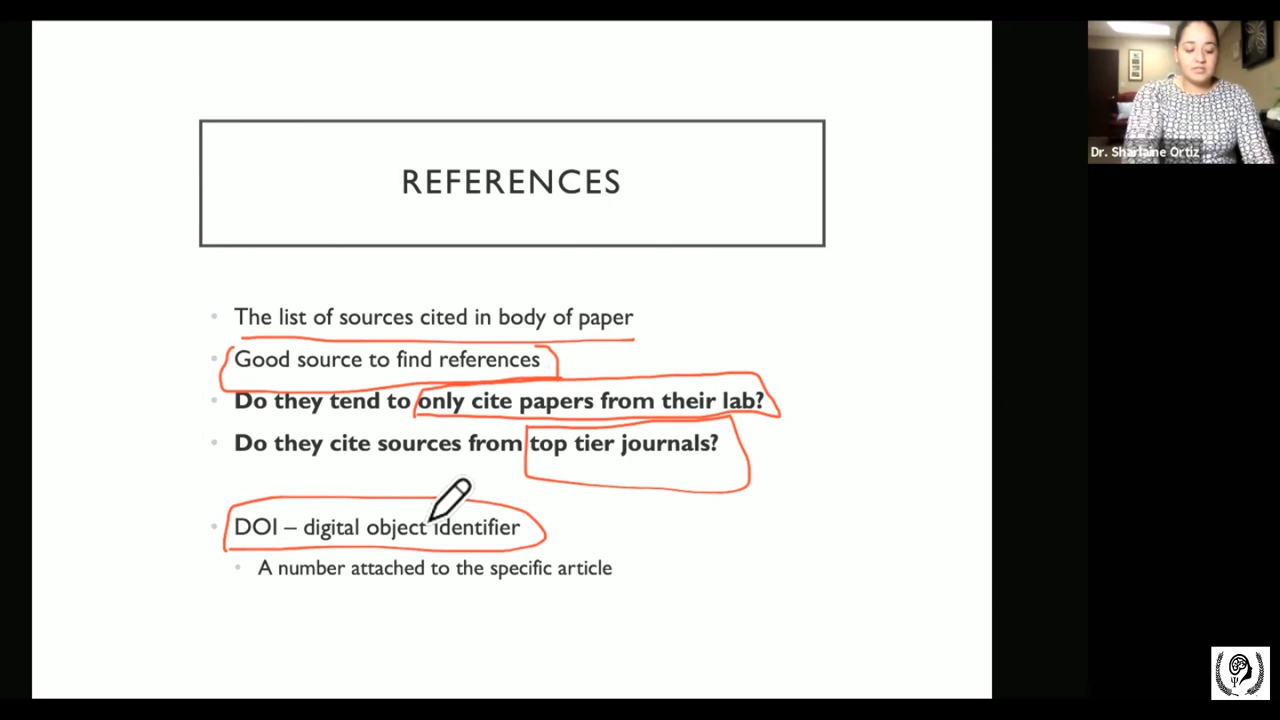 REFERENCES
• The list of sources cited in body of paper
• Good source to find references
• Do they tend to only cite papers from their lab?
• Do they cite sources from top tier journals?
• DOI – digital object identifier
• A number attached to the specific article
Dr. Sharlaine Ortiz
Ψ